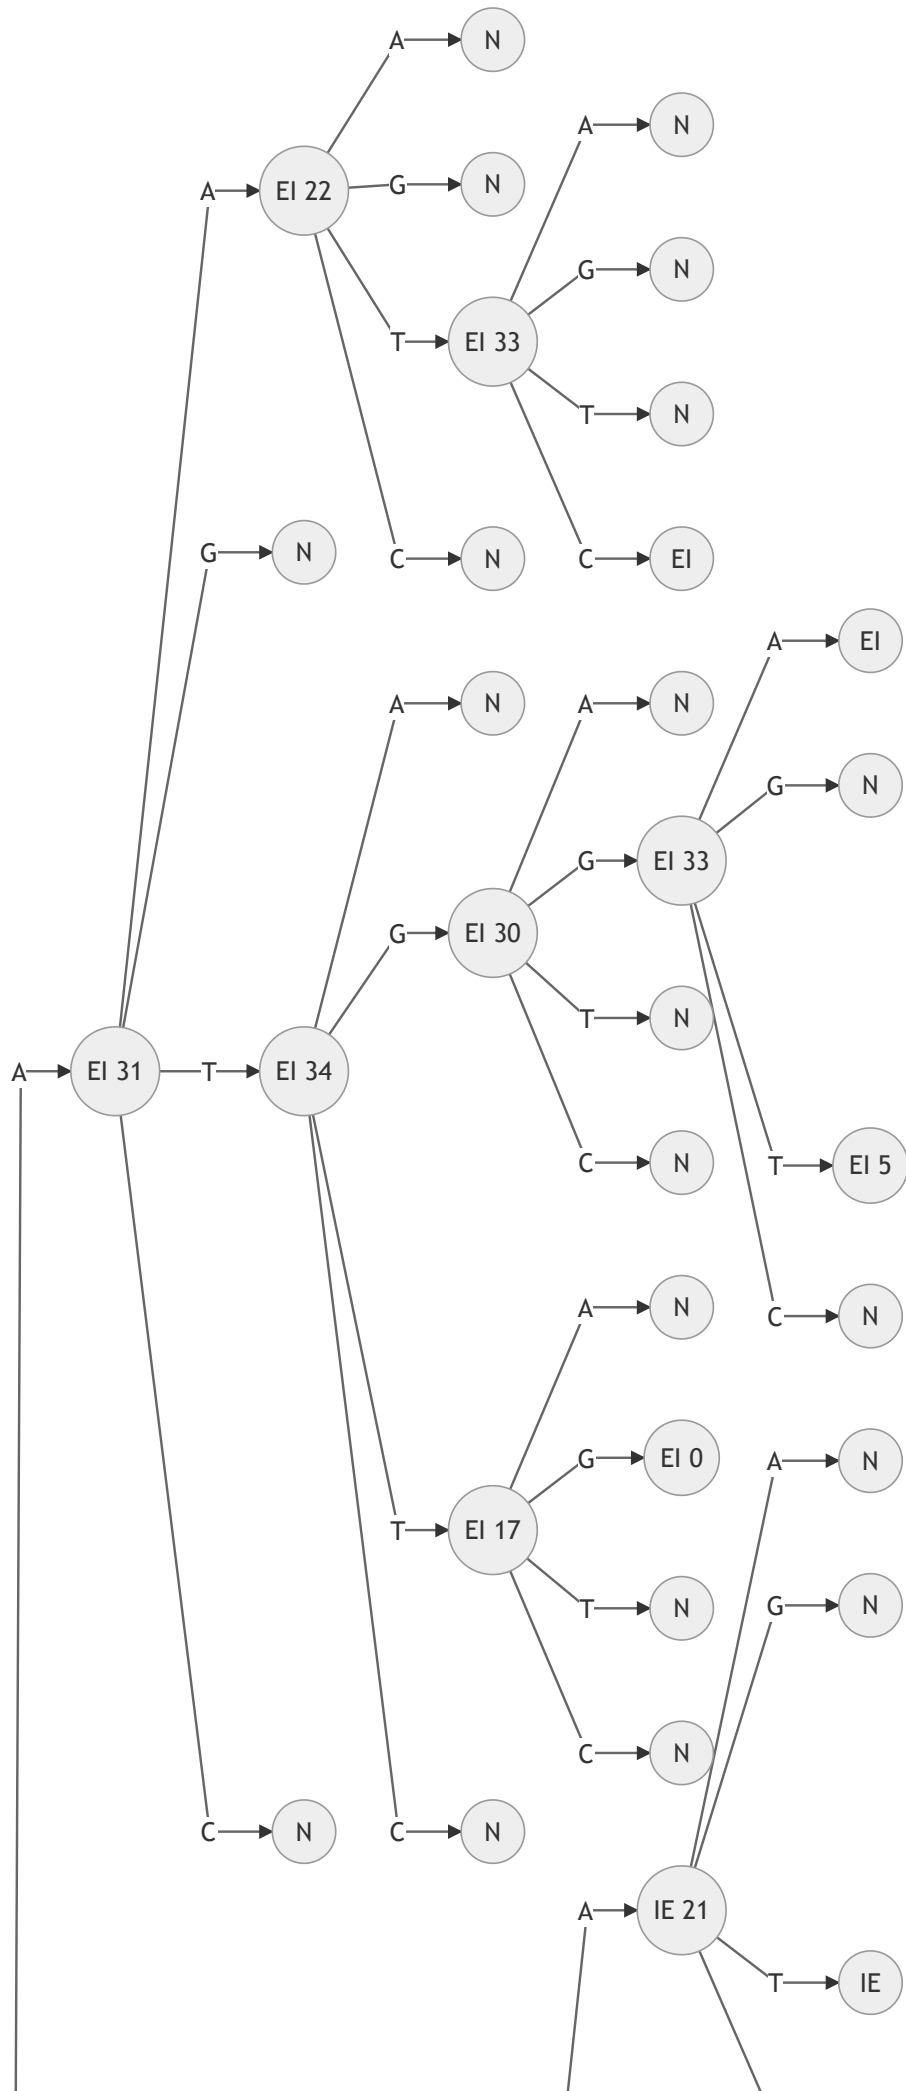 A N
A N
A EI 22 G N
G N
T EI 33
T N
G N C N C EI
A EI
A N A N
G N
G EI 33
G EI 30
T N
A EI 31 T EI 34
C N T EI 5
A N C N
G EI 0 A N
T EI 17
T N G N
C N
C N C N
A IE 21
T IE